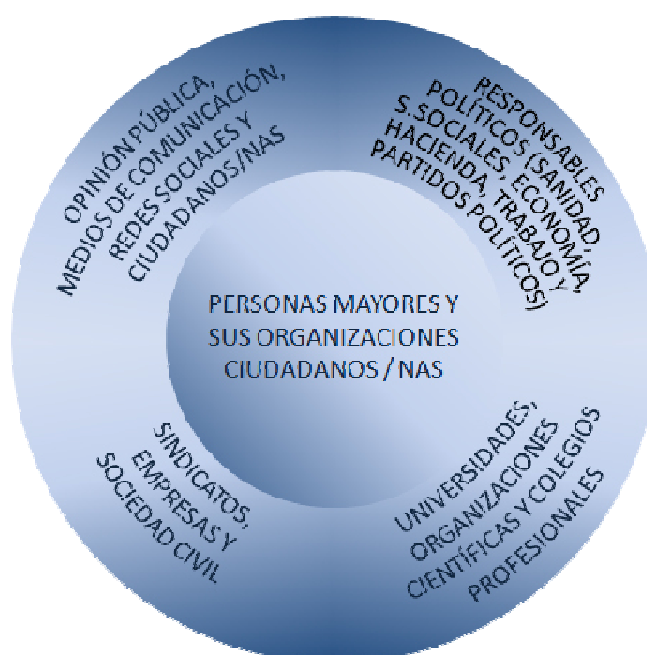 OPINIÓN PÚBLICA,
MEDIOS DE COMUNICACIÓN,
REDES SOCIALES Y
CIUDADANOS/NAS
RESPONSABLES
POLÍTICOS (SANIDAD,
S.SOCIALES, ECONOMÍA,
HACIENDA, TRABAJO Y
PARTIDOS POLÍTICOS)
PERSONAS MAYORES Y
SUS ORGANIZACIONES
CIUDADANOS / NAS
SINDICATOS,
EMPRESAS Y
SOCIEDAD CIVIL
UNIVERSIDADES,
ORGANIZACIONES
CIENTÍFICAS Y COLEGIOS
PROFESIONALES